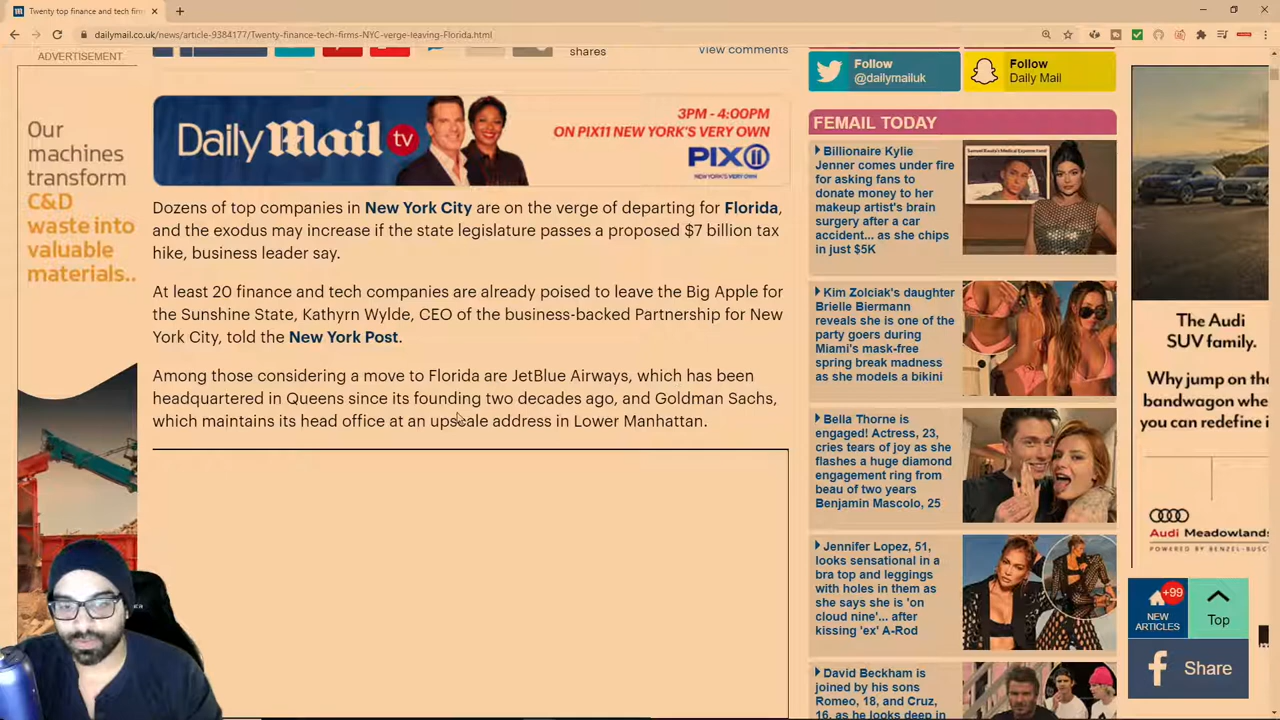 Twenty top finance and tech firm
dailymail.co.uk/news/article-9384177/Twenty-finance-tech-firms-NYC-verge-leaving-Florida.html
ADVERTISEMENT
Our
machines
transform
C&D
waste into
valuable
materials..
shares
View comments
Daily Mail tv
3PM - 4:00PM
ON PIX11 NEW YORK'S VERY OWN
PIX11
NEW YORK'S VERY OWN
Dozens of top companies in New York City are on the verge of departing for Florida,
and the exodus may increase if the state legislature passes a proposed $7 billion tax
hike, business leader say.
At least 20 finance and tech companies are already poised to leave the Big Apple for
the Sunshine State, Kathyrn Wylde, CEO of the business-backed Partnership for New
York City, told the New York Post.
Among those considering a move to Florida are JetBlue Airways, which has been
headquartered in Queens since its founding two decades ago, and Goldman Sachs,
which maintains its head office at an upscale address in Lower Manhattan.
Follow
@dailymailuk
Follow
Daily Mail
FEMAIL TODAY
Billionaire Kylie
Jenner comes under fire
for asking fans to
donate money to her
makeup artist's brain
surgery after a car
accident... as she chips
in just $5K
Kim Zolciak's daughter
Brielle Biermann
reveals she is one of the
party goers during
Miami's mask-free
spring break madness
as she models a bikini
Bella Thorne is
engaged! Actress, 23,
cries tears of joy as she
flashes a huge diamond
engagement ring from
beau of two years
Benjamin Mascolo, 25
Jennifer Lopez, 51,
looks sensational in a
bra top and leggings
with holes in them as
she says she is 'on
cloud nine'... after
kissing 'ex' A-Rod
David Beckham is
joined by his sons
Romeo, 18, and Cruz,
16, as he looks deep in
The Audi
SUV family.
Why jump on the
bandwagon whe
you can redefine i
Audi Meadowlands
POWERED BY BENZEL-BUSC
+99
NEW
ARTICLES
Top
Share